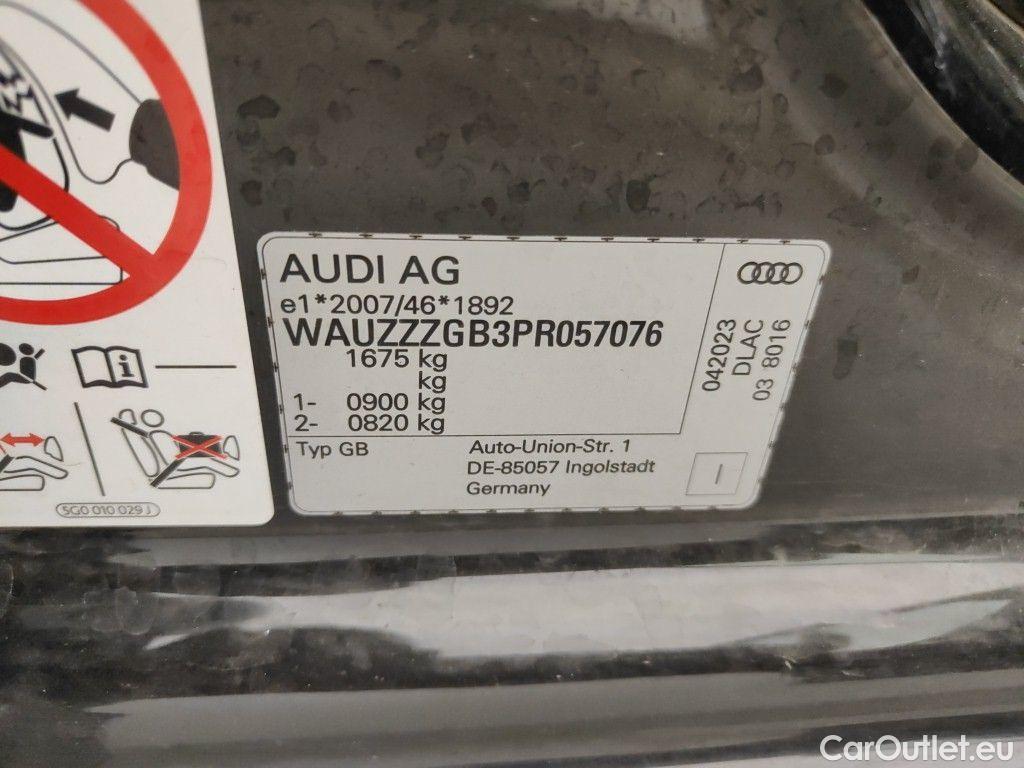 AUDI AG
e1*2007/46*1892
WAUZZZGB3PR057076
1675 kg
kg
1- 0900 kg
2- 0820 kg
Typ GB
Auto-Union-Str. 1
DE-85057 Ingolstadt
Germany
042023
DLAC
03 8016
5G0 010 029 J
CarOutlet.eu